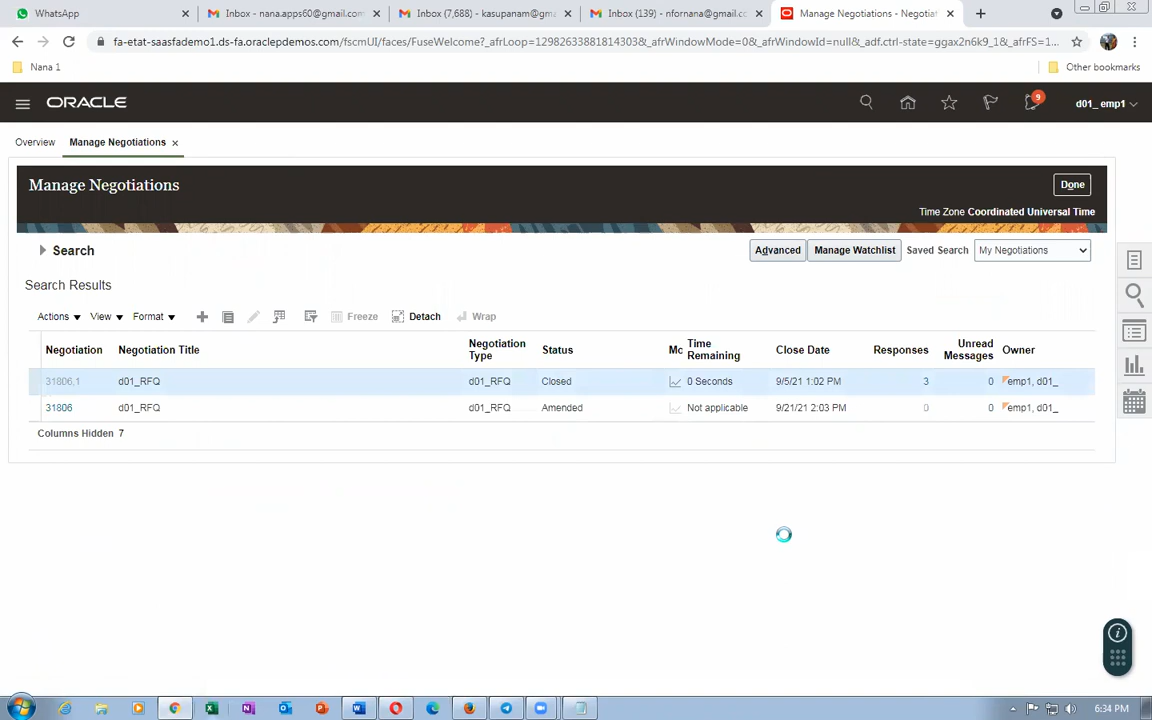 WhatsApp
Inbox - nana.apps60@gmail.com
Inbox (7,688) - kasupanam@gma
Inbox (139) - nfornana@gmail.cc
Manage Negotiations - Negotiat
fa-etat-saasfademo1.ds-fa.oraclepdemos.com/fscmUI/faces/FuseWelcome?_afrLoop=12982633881814303&_afrWindowMode=0&_afrWindowId=null&_adf.ctrl-state=ggax2n6k9_1&_afrFS=1...
Nana 1
Other bookmarks
ORACLE
9
d01_ emp1
Overview
Manage Negotiations
Manage Negotiations
Done
Time Zone Coordinated Universal Time
Search
Advanced
Manage Watchlist
Saved Search
My Negotiations
Search Results
Actions
View
Format
Freeze
Detach
Wrap
Negotiation Negotiation Title Negotiation Type Status Mc Time Remaining Close Date Responses Unread Messages Owner
31806,1 d01_RFQ d01_RFQ Closed 0 Seconds 9/5/21 1:02 PM 3 0 emp1, d01_
31806 d01_RFQ d01_RFQ Amended Not applicable 9/21/21 2:03 PM 0 0 emp1, d01_
Columns Hidden 7
6:34 PM